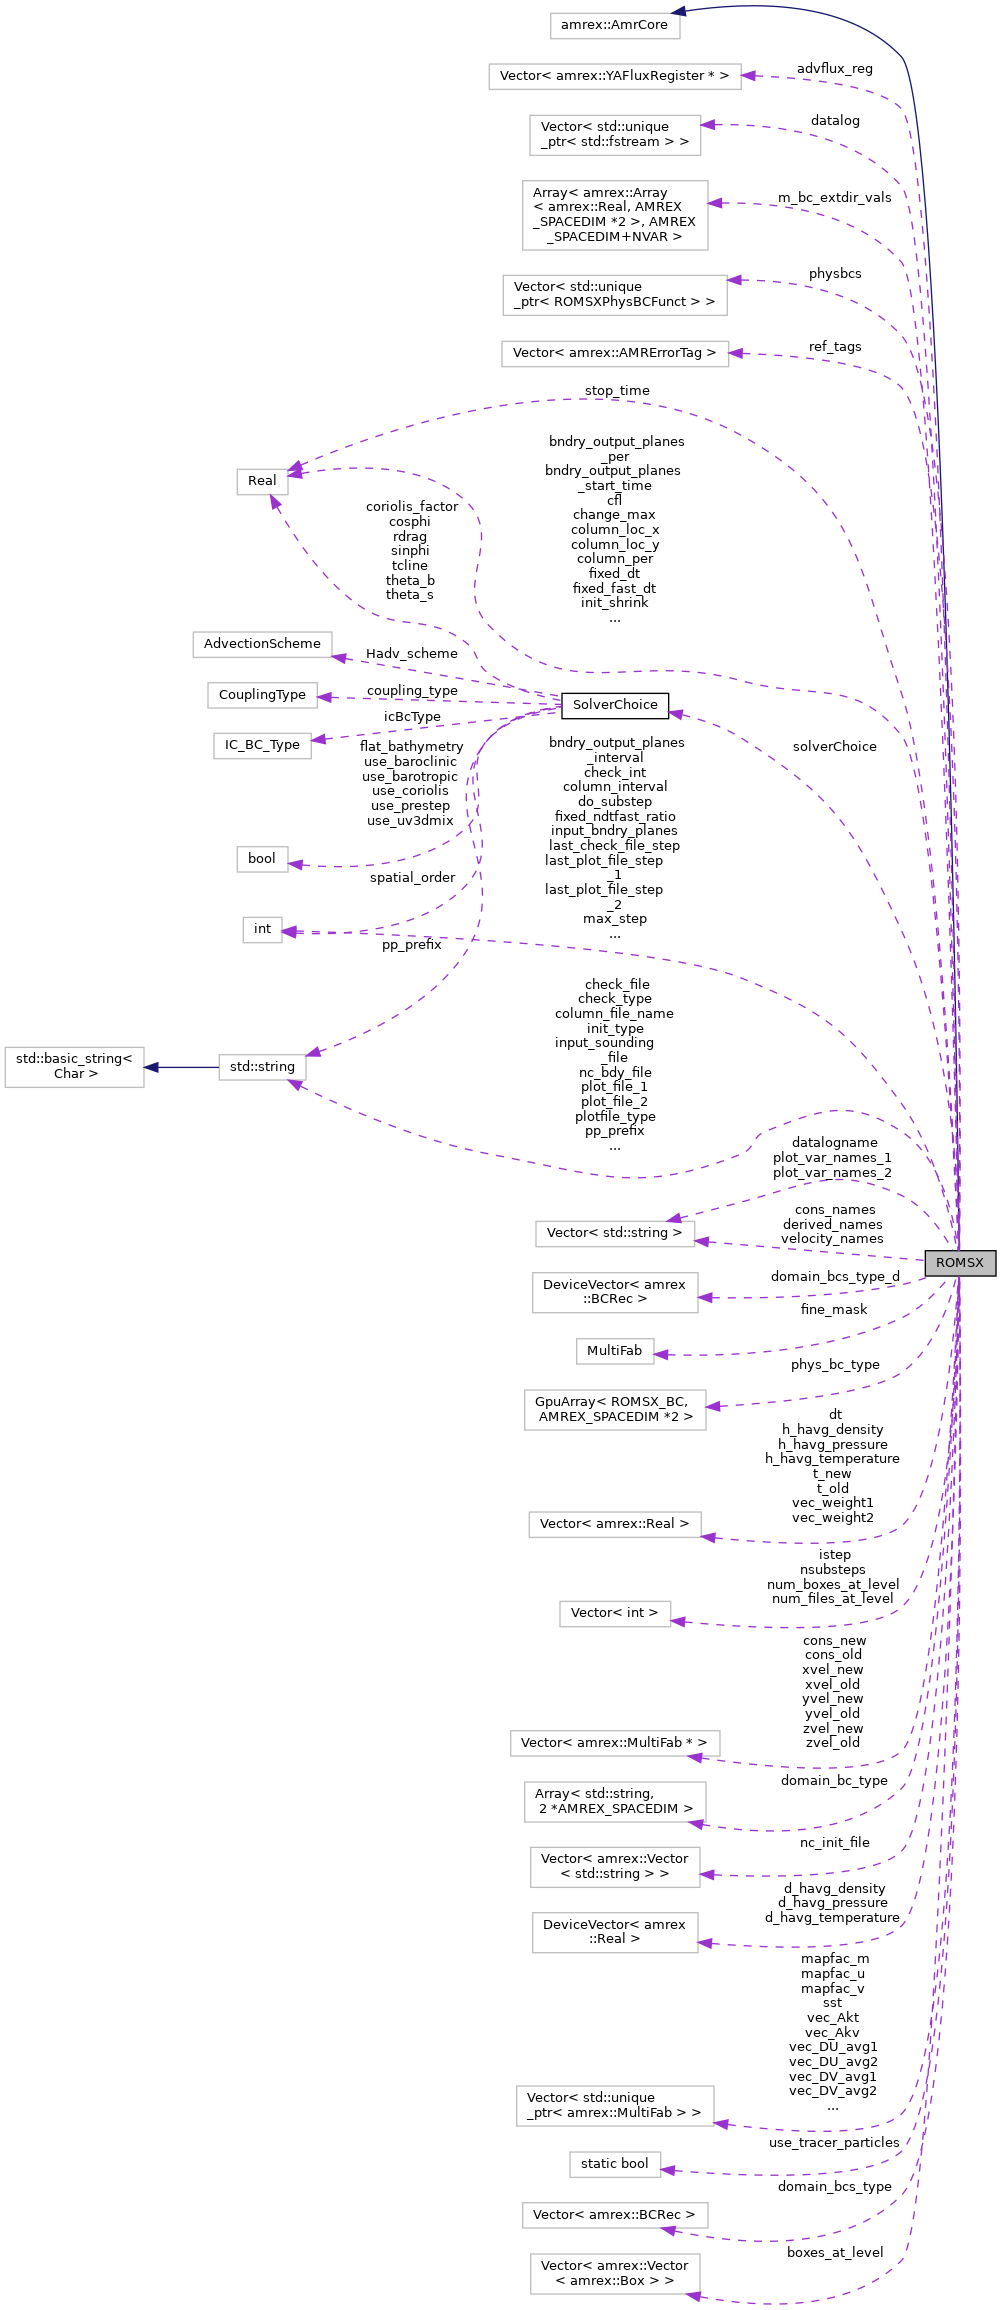 amrex::AmrCore
Vector< amrex::YAFluxRegister * >
advflux_reg
datalog
Vector< std::unique
_ptr< std::fstream > >
Array< amrex::Array
< amrex::Real, AMREX
_SPACEDIM *2 >, AMREX
_SPACEDIM+NVAR >
m_bc_extdir_vals
physbcs
Vector< std::unique
_ptr< ROMSXPhysBCFunct > >
ref_tags
Vector< amrex::AMRErrorTag >
stop_time
Real
bndry_output_planes
_per
bndry_output_planes
_start_time
cfl
change_max
column_loc_x
column_loc_y
column_per
fixed_dt
fixed_fast_dt
init_shrink
...
coriolis_factor
cosphi
rdrag
sinphi
tcline
theta_b
theta_s
AdvectionScheme
Hadv_scheme
CouplingType
coupling_type
IC_BC_Type
icBcType
SolverChoice
solverChoice
flat_bathymetry
use_baroclinic
use_barotropic
use_coriolis
use_prestep
use_uv3dmix
bool
spatial_order
int
pp_prefix
bndry_output_planes
_interval
check_int
column_interval
do_substep
fixed_ndtfast_ratio
input_bndry_planes
last_check_file_step
last_plot_file_step
_1
last_plot_file_step
_2
max_step
...
std::basic_string<
Char >
std::string
check_file
check_type
column_file_name
init_type
input_sounding
_file
nc_bdy_file
plot_file_1
plot_file_2
plotfile_type
pp_prefix
...
datalogname
plot_var_names_1
plot_var_names_2
Vector< std::string >
cons_names
derived_names
velocity_names
ROMSX
DeviceVector< amrex
::BCRec >
domain_bcs_type_d
fine_mask
MultiFab
phys_bc_type
GpuArray< ROMSX_BC,
AMREX_SPACEDIM *2 >
dt
h_havg_density
h_havg_pressure
h_havg_temperature
t_new
t_old
vec_weight1
vec_weight2
Vector< amrex::Real >
istep
nsubsteps
num_boxes_at_level
num_files_at_level
Vector< int >
cons_new
cons_old
xvel_new
xvel_old
yvel_new
yvel_old
zvel_new
zvel_old
Vector< amrex::MultiFab * >
domain_bc_type
Array< std::string,
2 *AMREX_SPACEDIM >
nc_init_file
Vector< amrex::Vector
< std::string > >
d_havg_density
d_havg_pressure
d_havg_temperature
DeviceVector< amrex
::Real >
mapfac_m
mapfac_u
mapfac_v
sst
vec_Akt
vec_Akv
vec_DU_avg1
vec_DU_avg2
vec_DV_avg1
vec_DV_avg2
...
Vector< std::unique
_ptr< amrex::MultiFab > >
use_tracer_particles
static bool
domain_bcs_type
Vector< amrex::BCRec >
boxes_at_level
Vector< amrex::Vector
< amrex::Box > >